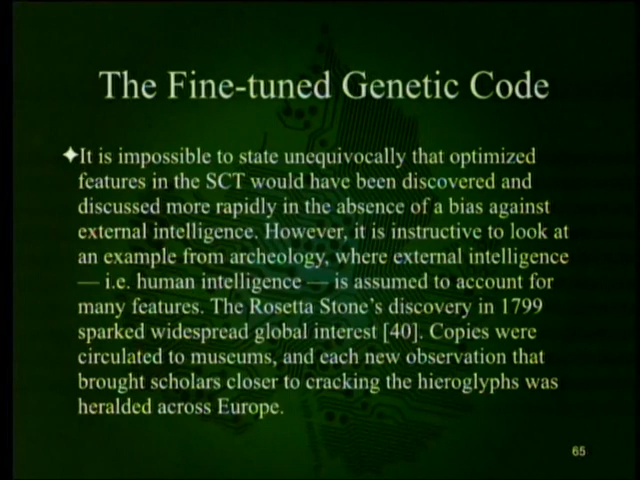 The Fine-tuned Genetic Code
✦It is impossible to state unequivocally that optimized
features in the SCT would have been discovered and
discussed more rapidly in the absence of a bias against
external intelligence. However, it is instructive to look at
an example from archeology, where external intelligence
— i.e. human intelligence — is assumed to account for
many features. The Rosetta Stone's discovery in 1799
sparked widespread global interest [40]. Copies were
circulated to museums, and each new observation that
brought scholars closer to cracking the hieroglyphs was
heralded across Europe.
65